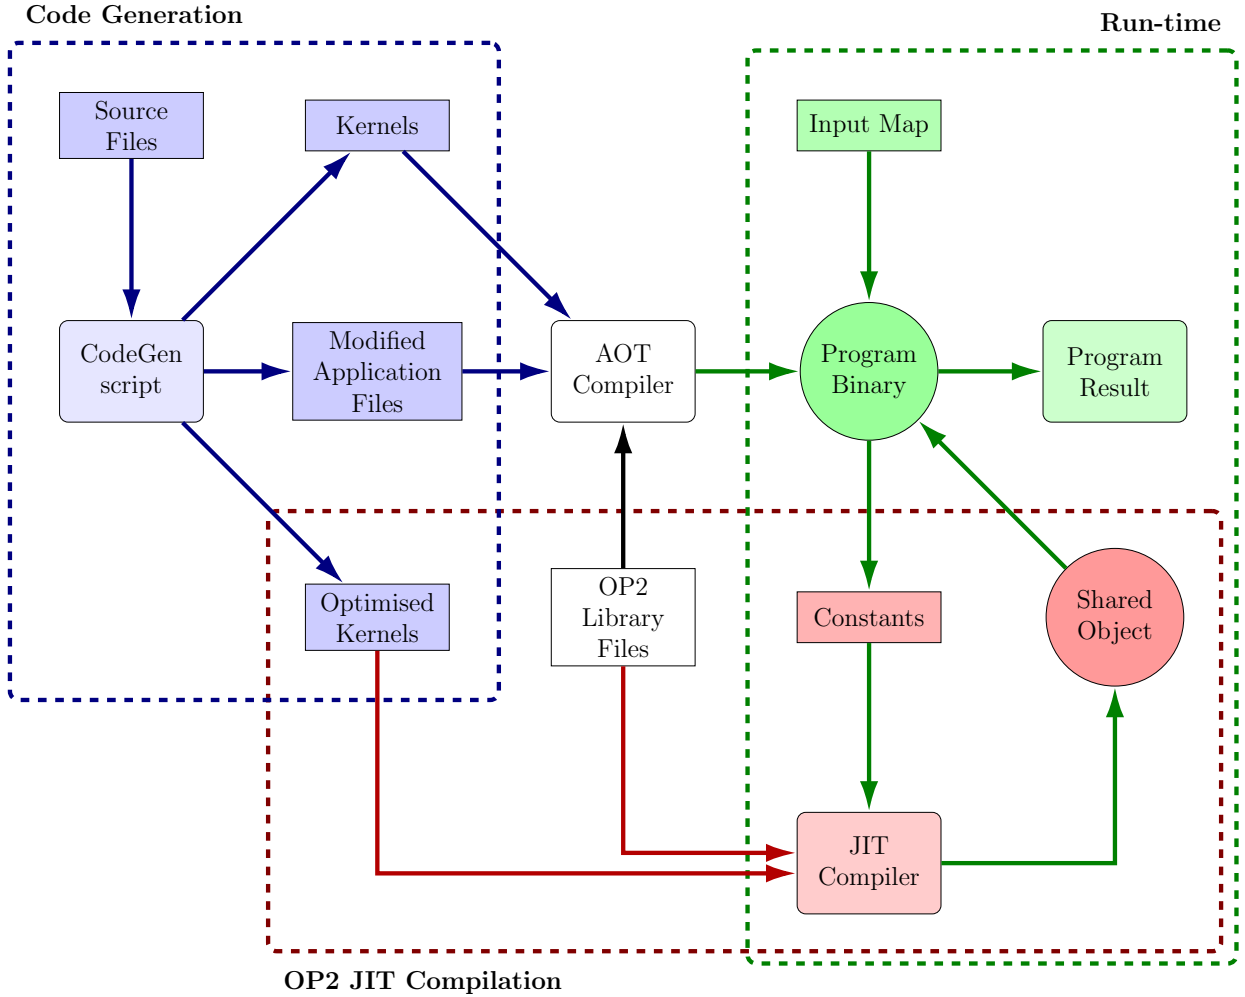 Code Generation
Run-time
Source
Files
Kernels
Input Map
CodeGen
script
Modified
Application
Files
AOT
Compiler
Program
Binary
Program
Result
Optimised
Kernels
OP2
Library
Files
Constants
Shared
Object
JIT
Compiler
OP2 JIT Compilation